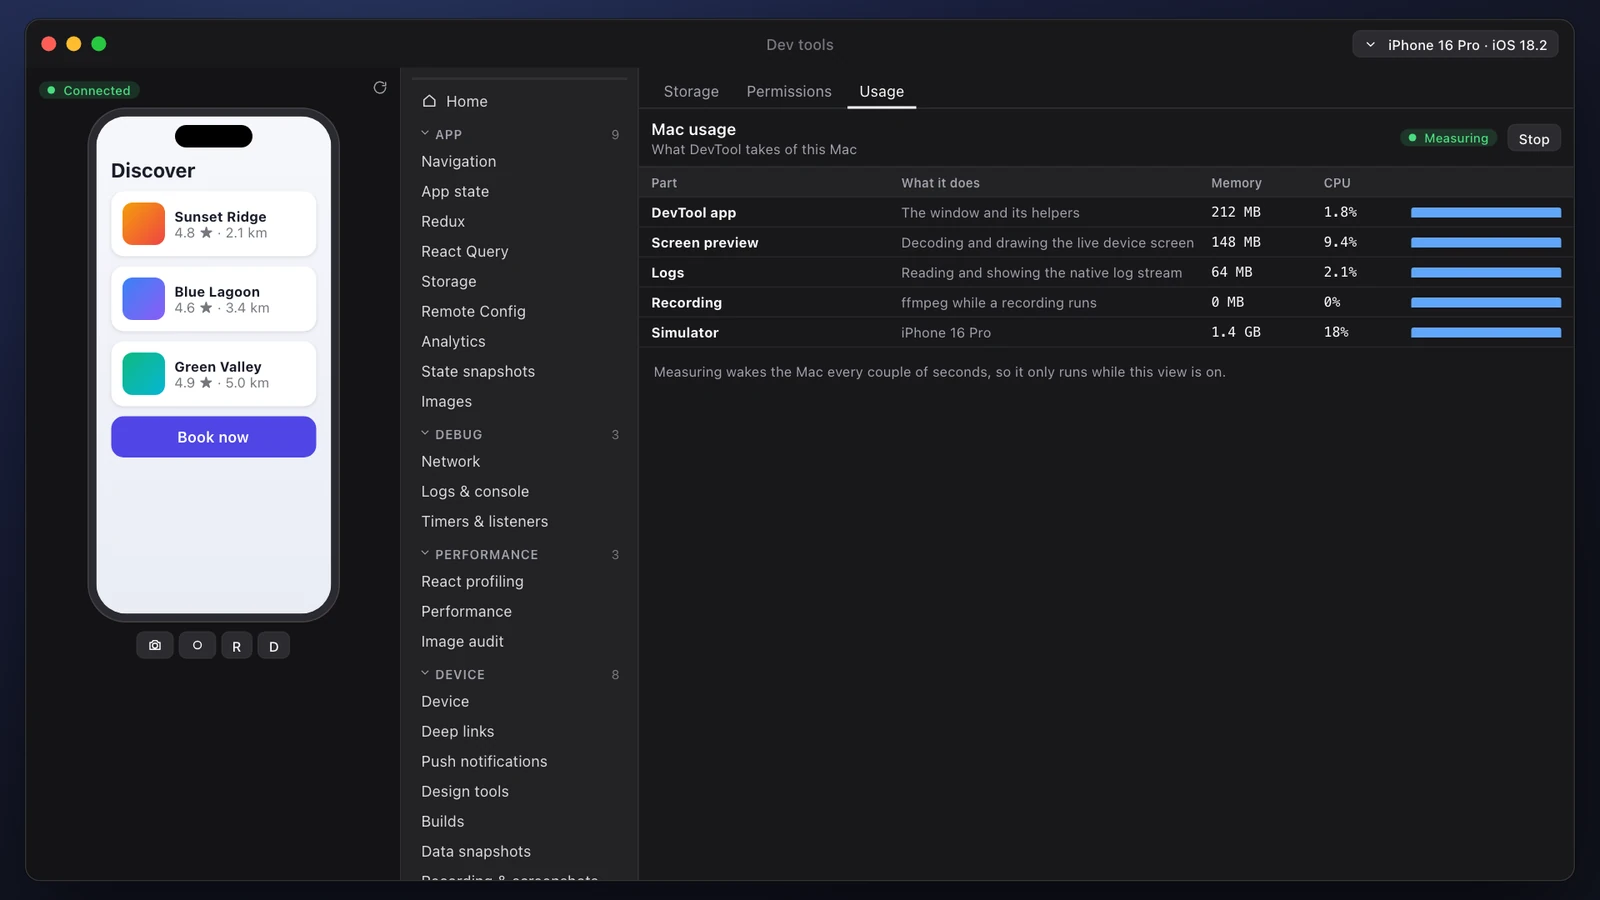 Dev tools
iPhone 16 Pro · iOS 18.2
Connected
Discover
Sunset Ridge
4.8 ★ · 2.1 km
Blue Lagoon
4.6 ★ · 3.4 km
Green Valley
4.9 ★ · 5.0 km
Book now
R
D
Home
APP 9
Navigation
App state
Redux
React Query
Storage
Remote Config
Analytics
State snapshots
Images
DEBUG 3
Network
Logs & console
Timers & listeners
PERFORMANCE 3
React profiling
Performance
Image audit
DEVICE 8
Device
Deep links
Push notifications
Design tools
Builds
Data snapshots
Recording & screenshots
Storage Permissions Usage
Mac usage
What DevTool takes of this Mac
Measuring Stop
Part What it does Memory CPU
DevTool app The window and its helpers 212 MB 1.8%
Screen preview Decoding and drawing the live device screen 148 MB 9.4%
Logs Reading and showing the native log stream 64 MB 2.1%
Recording ffmpeg while a recording runs 0 MB 0%
Simulator iPhone 16 Pro 1.4 GB 18%
Measuring wakes the Mac every couple of seconds, so it only runs while this view is on.